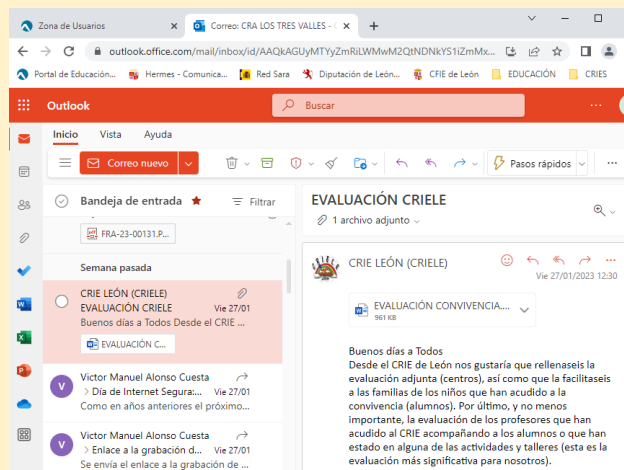 Zona de Usuarios
Correo: CRA LOS TRES VALLES -
outlook.office.com/mail/inbox/id/AAQkAGUyMTYyZmRiLWMwM2QtNDNkYS1iZmMx...
Portal de Educación...
Hermes - Comunica...
Red Sara
Diputación de León...
CFIE de León
EDUCACIÓN
CRIES
Outlook
Buscar
Inicio
Vista
Ayuda
Correo nuevo
Pasos rápidos
Bandeja de entrada
Filtrar
FRA-23-00131.P...
Semana pasada
CRIE LEÓN (CRIELE)
EVALUACIÓN CRIELE
Vie 27/01
Buenos días a Todos Desde el CRIE ...
EVALUACIÓN C...
V
Victor Manuel Alonso Cuesta
> Día de Internet Segura:... Vie 27/01
Como en años anteriores el próximo...
V
Victor Manuel Alonso Cuesta
> Enlace a la grabación d... Vie 27/01
Se envía el enlace a la grabación de ...
EVALUACIÓN CRIELE
1 archivo adjunto
CRIE LEÓN (CRIELE)
Vie 27/01/2023 12:30
EVALUACIÓN CONVIVENCIA....
961 KB
Buenos días a Todos
Desde el CRIE de León nos gustaría que rellenaseis la
evaluación adjunta (centros), así como que la facilitaseis
a las familias de los niños que han acudido a la
convivencia (alumnos). Por último, y no menos
importante, la evaluación de los profesores que han
acudido al CRIE acompañando a los alumnos o que han
estado en alguna de las actividades y talleres (esta es la
evaluación más significativa para nosotros).